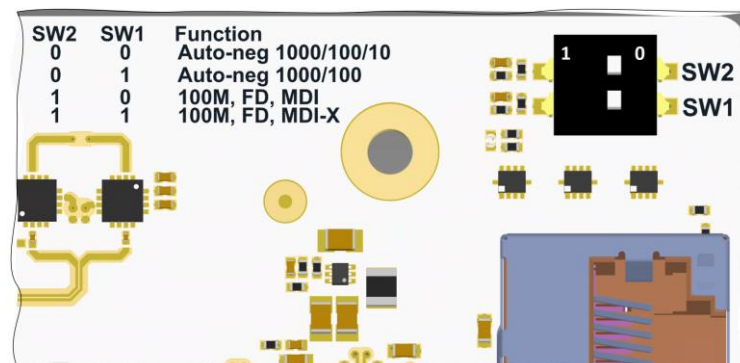 SW2 SW1 Function
0 0 Auto-neg 1000/100/10
0 1 Auto-neg 1000/100
1 0 100M, FD, MDI
1 1 100M, FD, MDI-X
1 0
SW2
SW1